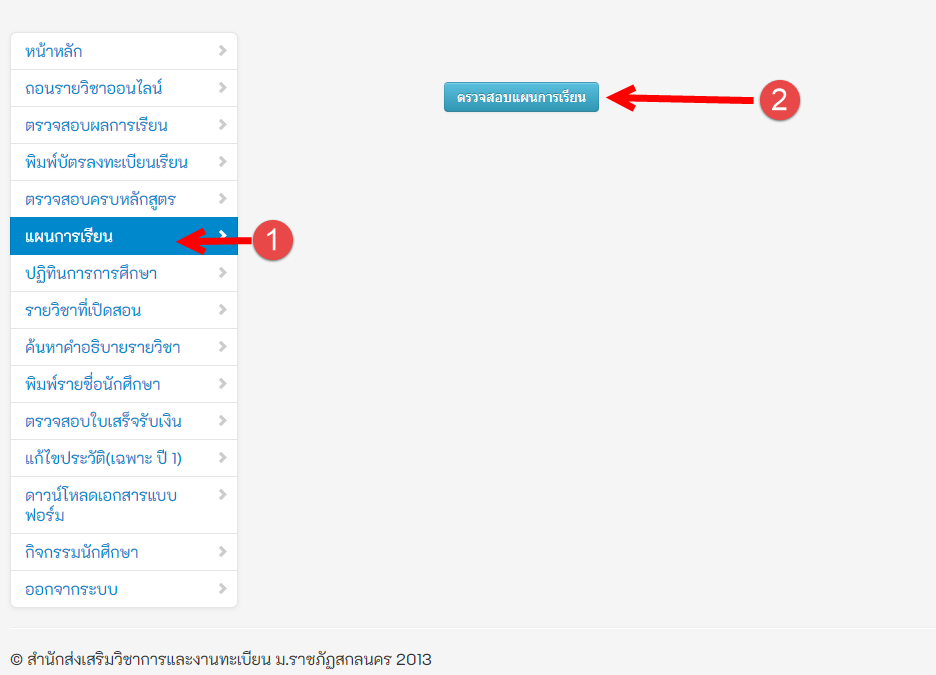 หน้าหลัก
ถอนรายวิชาออนไลน์
ตรวจสอบแผนการเรียน
2
ตรวจสอบผลการเรียน
พิมพ์บัตรลงทะเบียนเรียน
ตรวจสอบครบหลักสูตร
แผนการเรียน
1
ปฏิทินการการศึกษา
รายวิชาที่เปิดสอน
ค้นหาคำอธิบายรายวิชา
พิมพ์รายชื่อนักศึกษา
ตรวจสอบใบเสร็จรับเงิน
แก้ไขประวัติ(เฉพาะ ปี 1)
ดาวน์โหลดเอกสารแบบ
ฟอร์ม
กิจกรรมนักศึกษา
ออกจากระบบ
© สำนักส่งเสริมวิชาการและงานทะเบียน ม.ราชภัฏสกลนคร 2013